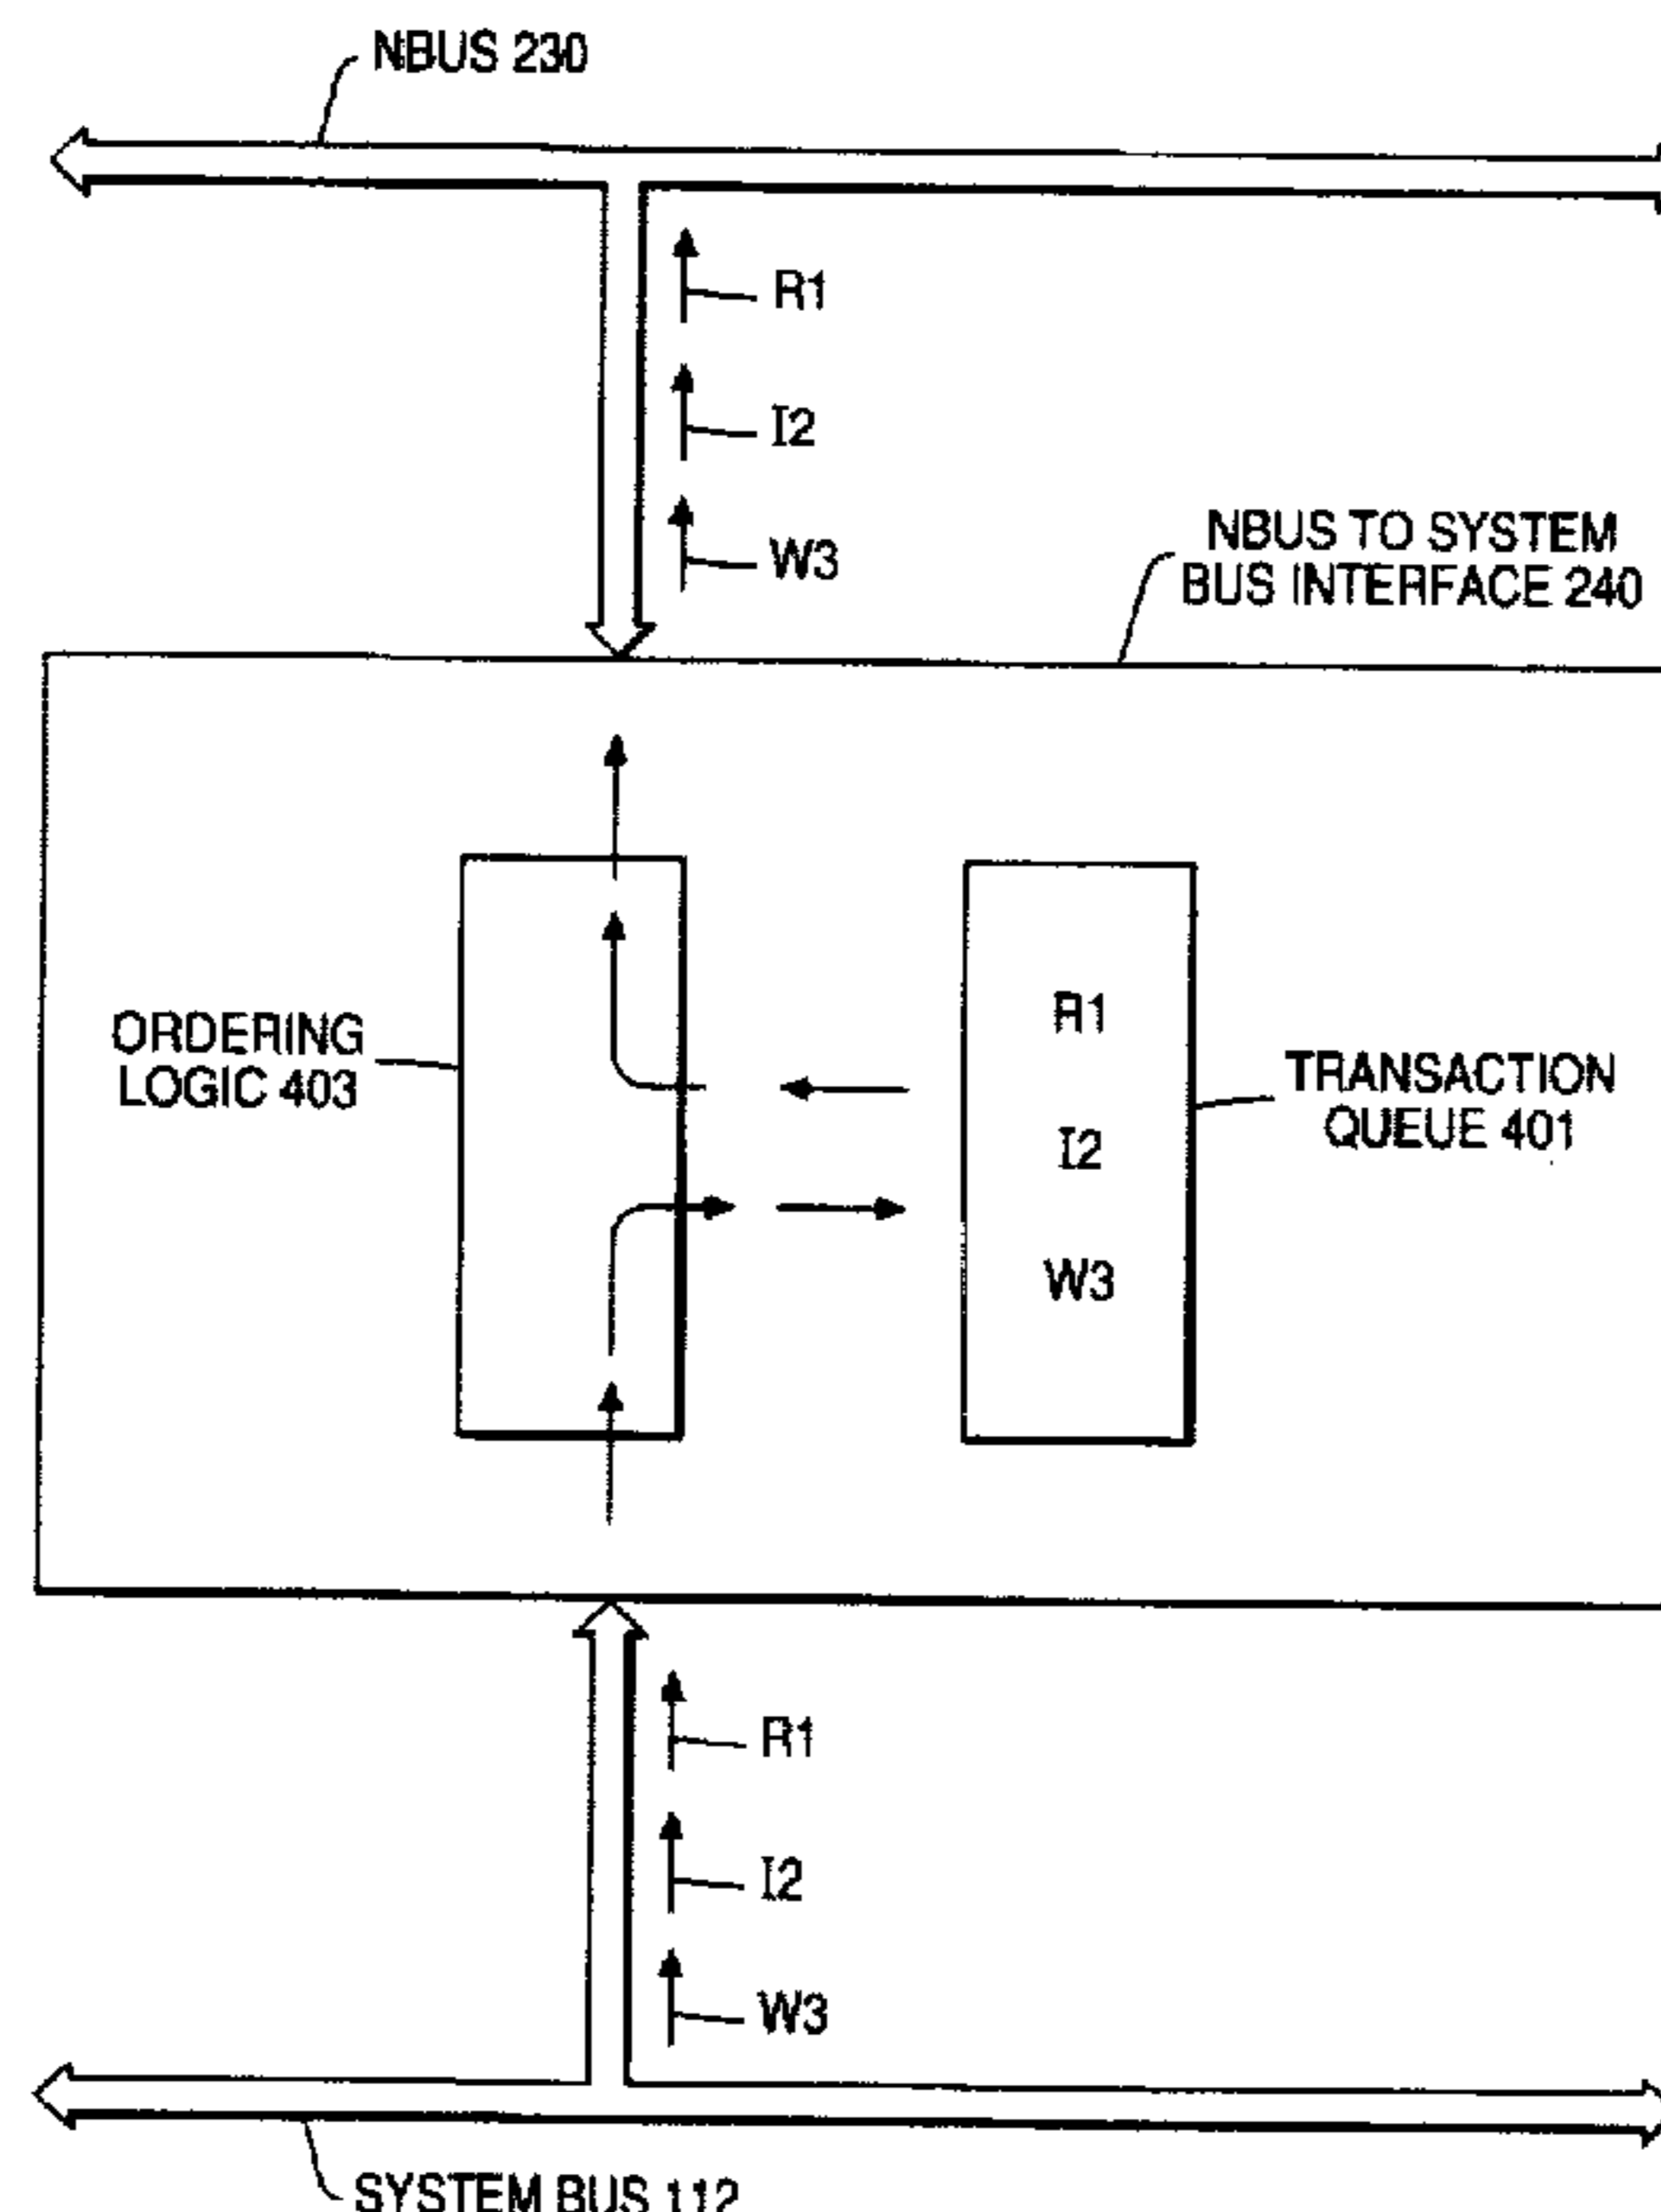 NBUS 230
R1
I2
W3
NBUS TO SYSTEM
BUS INTERFACE 240
ORDERING
LOGIC 403
R1
I2
W3
TRANSACTION
QUEUE 401
R1
I2
W3
SYSTEM BUS 112